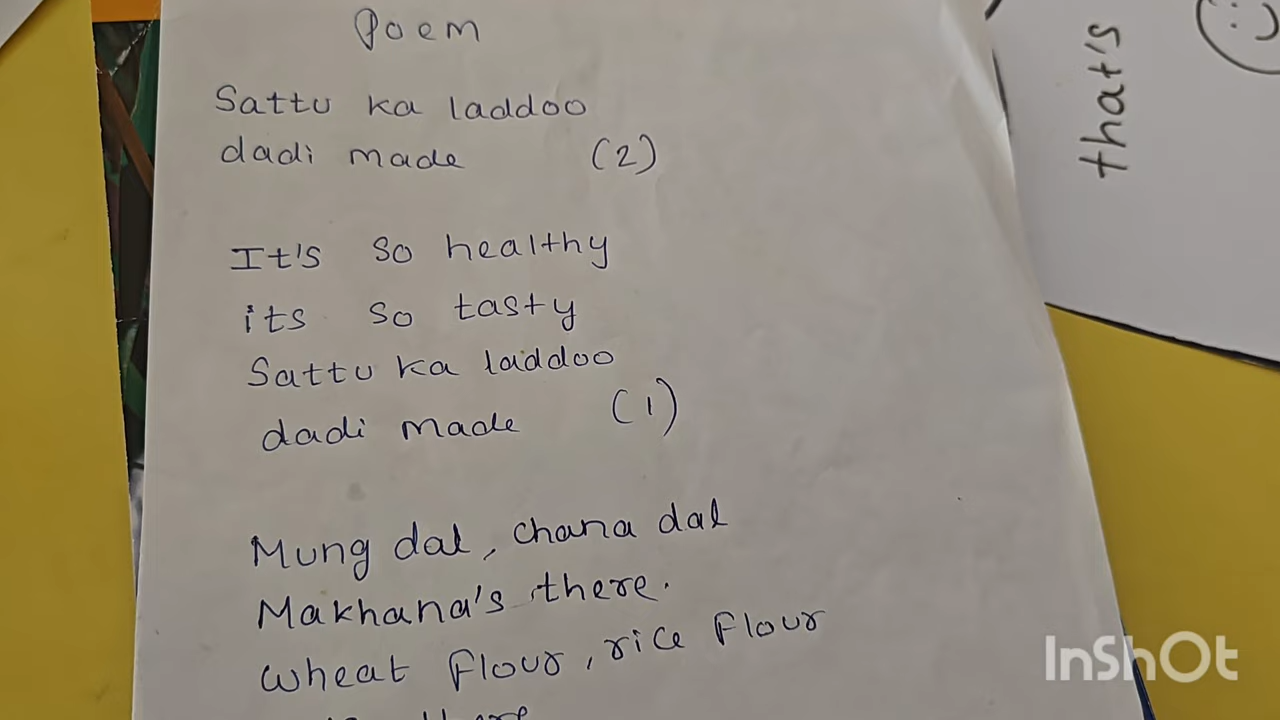 Poem
Sattu ka laddoo
dadi made (2)
It's so healthy
its so tasty
Sattu ka laddoo
dadi made (1)
Mung dal, chana dal
Makhana's there.
wheat flour, rice flour
there
that's
InShOt